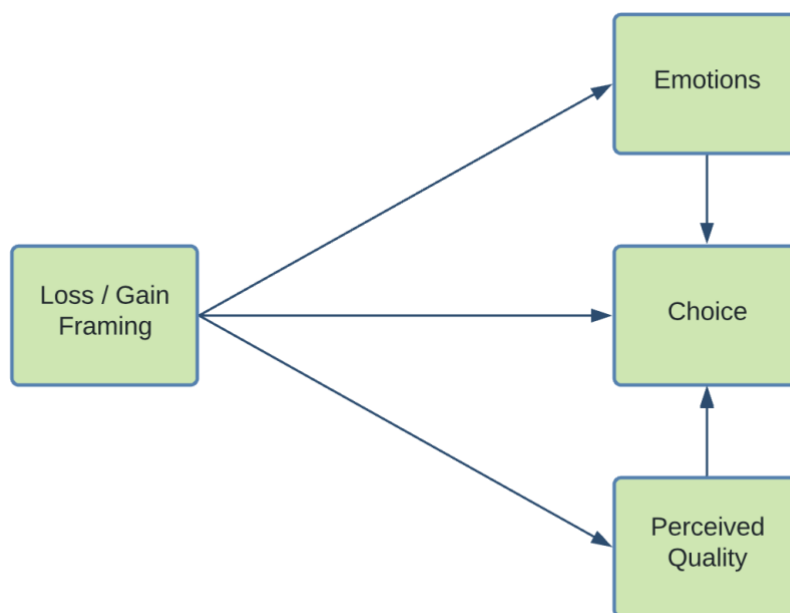 Emotions
Loss / Gain
Framing
Choice
Perceived
Quality